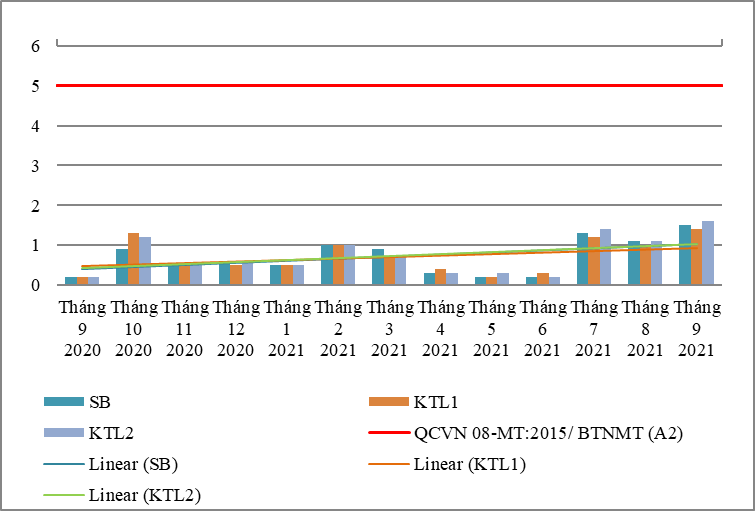 6
5
4
3
2
1
0
Tháng Tháng Tháng Tháng Tháng Tháng Tháng Tháng Tháng Tháng Tháng Tháng Tháng
9 10 11 12 1 2 3 4 5 6 7 8 9
2020 2020 2020 2020 2021 2021 2021 2021 2021 2021 2021 2021 2021
SB KTL1
KTL2 QCVN 08-MT:2015/ BTNMT (A2)
Linear (SB) Linear (KTL1)
Linear (KTL2)